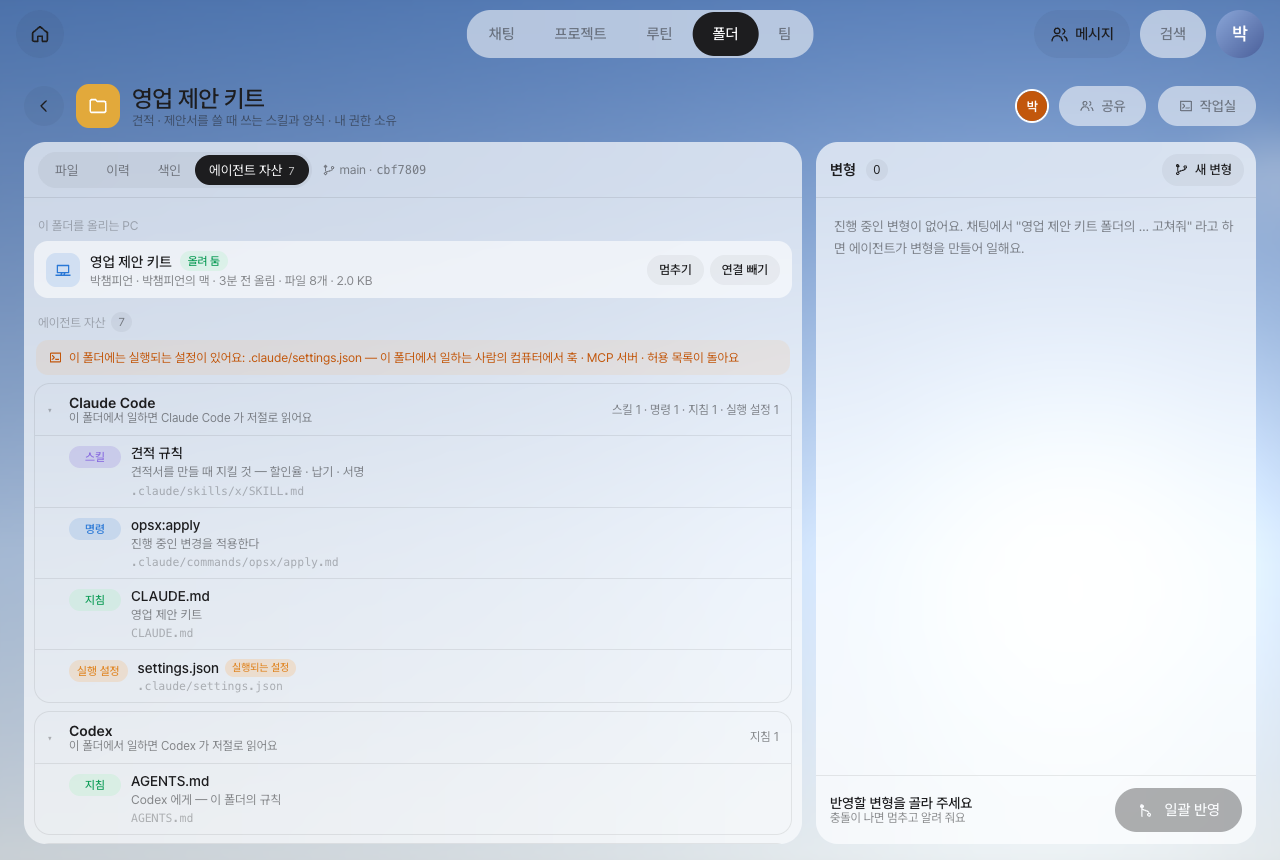 채팅
프로젝트
루틴
폴더
팀
메시지
검색
박
영업 제안 키트
견적 · 제안서를 쓸 때 쓰는 스킬과 양식 · 내 권한 소유
박
공유
작업실
파일
이력
색인
에이전트 자산 7
main · cbf7809
이 폴더를 올리는 PC
영업 제안 키트 올려 둠
박챔피언 · 박챔피언의 맥 · 3분 전 올림 · 파일 8개 · 2.0 KB
멈추기
연결 빼기
에이전트 자산 7
이 폴더에는 실행되는 설정이 있어요: .claude/settings.json — 이 폴더에서 일하는 사람의 컴퓨터에서 훅 · MCP 서버 · 허용 목록이 돌아요
Claude Code
이 폴더에서 일하면 Claude Code 가 저절로 읽어요
스킬 1 · 명령 1 · 지침 1 · 실행 설정 1
스킬
견적 규칙
견적서를 만들 때 지킬 것 — 할인율 · 납기 · 서명
.claude/skills/x/SKILL.md
명령
opsx:apply
진행 중인 변경을 적용한다
.claude/commands/opsx/apply.md
지침
CLAUDE.md
영업 제안 키트
CLAUDE.md
실행 설정
settings.json 실행되는 설정
.claude/settings.json
Codex
이 폴더에서 일하면 Codex 가 저절로 읽어요
지침 1
지침
AGENTS.md
Codex 에게 — 이 폴더의 규칙
AGENTS.md
변형 0
새 변형
진행 중인 변형이 없어요. 채팅에서 "영업 제안 키트 폴더의 … 고쳐줘" 라고 하
면 에이전트가 변형을 만들어 일해요.
반영할 변형을 골라 주세요
충돌이 나면 멈추고 알려 줘요
일괄 반영